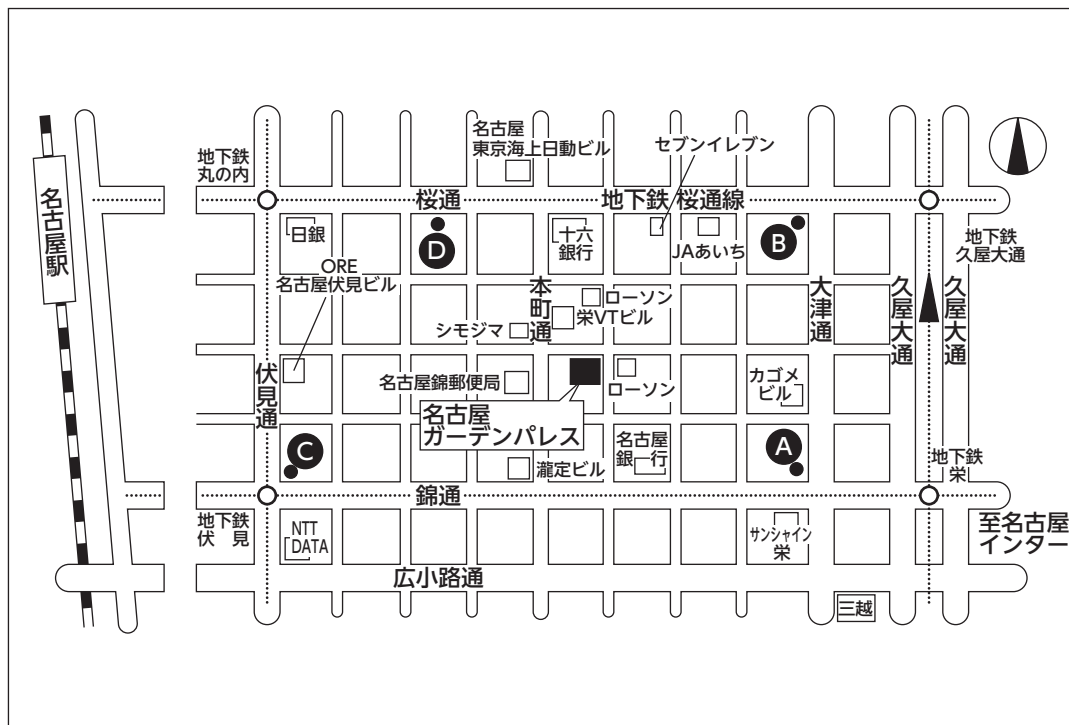 名古屋
東京海上日動ビル
セブンイレブン
地下鉄
丸の内
名古屋駅
桜通
地下鉄 桜通線
日銀
D
十六
銀行
JAあいち
B
地下鉄
久屋大通
ORE
名古屋伏見ビル
本町通
ローソン
栄VTビル
シモジマ
大津通
久屋大通
久屋大通
伏見通
名古屋錦郵便局
ローソン
カゴメ
ビル
名古屋
ガーデンパレス
C
瀧定ビル
名古屋
銀行
A
地下鉄
栄
錦通
地下鉄
伏見
NTT
DATA
サンシャイン
栄
至名古屋
インター
広小路通
三越